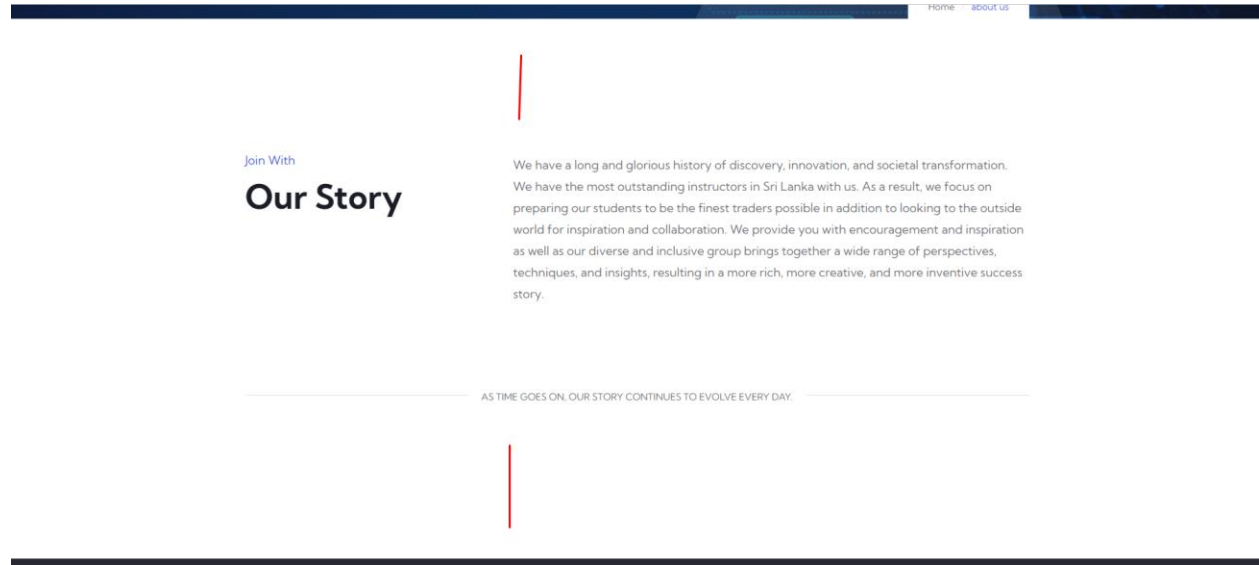 Home about us
Join With
Our Story
We have a long and glorious history of discovery, innovation, and societal transformation.
We have the most outstanding instructors in Sri Lanka with us. As a result, we focus on
preparing our students to be the finest traders possible in addition to looking to the outside
world for inspiration and collaboration. We provide you with encouragement and inspiration
as well as our diverse and inclusive group brings together a wide range of perspectives,
techniques, and insights, resulting in a more rich, more creative, and more inventive success
story.
AS TIME GOES ON, OUR STORY CONTINUES TO EVOLVE EVERY DAY.